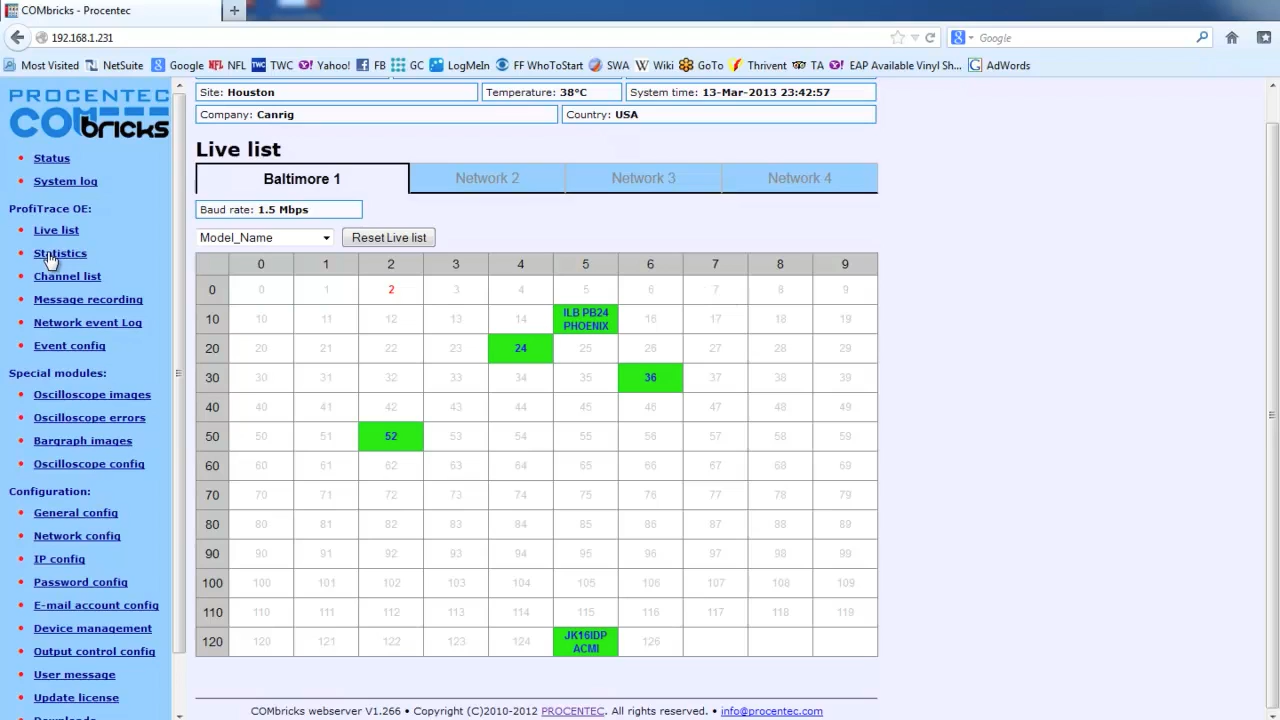 COMbricks - Procentec
192.168.1.231
Google
Most Visited NetSuite Google NFL TWC Yahoo! FB GC LogMeIn FF WhoToStart SWA Wiki GoTo Thrivent TA EAP Available Vinyl Sh... AdWords
PROCENTEC
COMbricks
Status
System log
ProfiTrace OE:
Live list
Statistics
Channel list
Message recording
Network event Log
Event config
Special modules:
Oscilloscope images
Oscilloscope errors
Bargraph images
Oscilloscope config
Configuration:
General config
Network config
IP config
Password config
E-mail account config
Device management
Output control config
User message
Update license
Site: Houston Temperature: 38°C System time: 13-Mar-2013 23:42:57
Company: Canrig Country: USA
Live list
Baltimore 1 Network 2 Network 3 Network 4
Baud rate: 1.5 Mbps
Model_Name Reset Live list
0 1 2 3 4 5 6 7 8 9
0 0 1 2 3 4 5 6 7 8 9
10 10 11 12 13 14 ILB PB24 PHOENIX 16 17 18 19
20 20 21 22 23 24 25 26 27 28 29
30 30 31 32 33 34 35 36 37 38 39
40 40 41 42 43 44 45 46 47 48 49
50 50 51 52 53 54 55 56 57 58 59
60 60 61 62 63 64 65 66 67 68 69
70 70 71 72 73 74 75 76 77 78 79
80 80 81 82 83 84 85 86 87 88 89
90 90 91 92 93 94 95 96 97 98 99
100 100 101 102 103 104 105 106 107 108 109
110 110 111 112 113 114 115 116 117 118 119
120 120 121 122 123 124 JK16IDP ACMI 126
COMbricks webserver V1.266 • Copyright (C)2010-2012 PROCENTEC. All rights reserved. • info@procentec.com